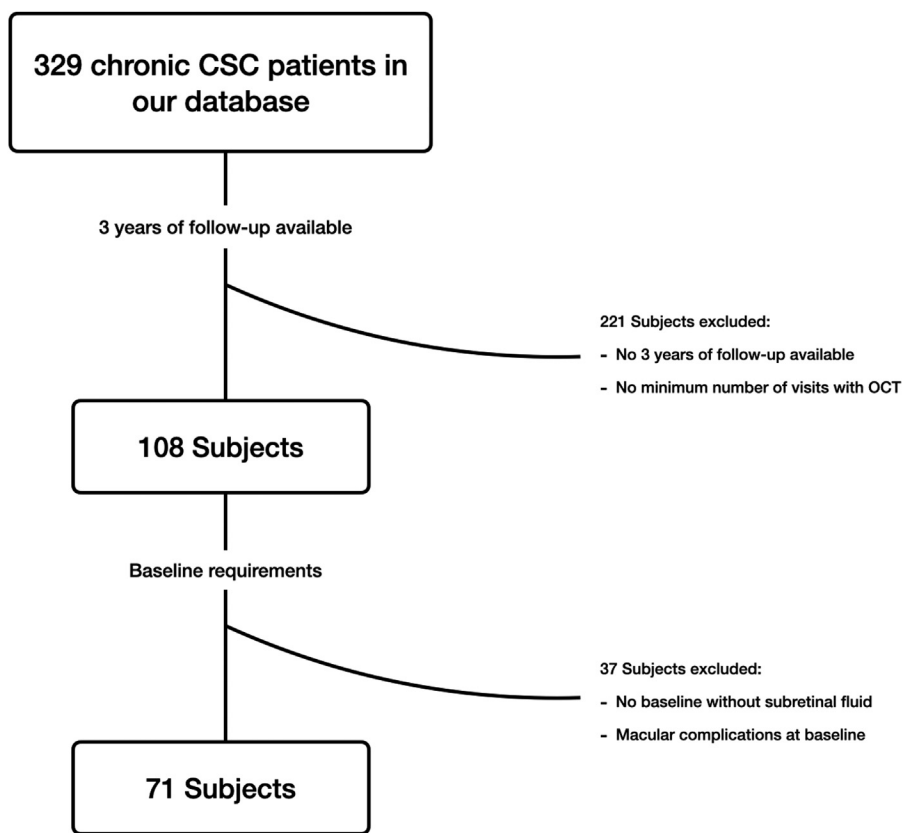 329 chronic CSC patients in
our database
3 years of follow-up available
221 Subjects excluded:
- No 3 years of follow-up available
- No minimum number of visits with OCT
108 Subjects
Baseline requirements
37 Subjects excluded:
- No baseline without subretinal fluid
- Macular complications at baseline
71 Subjects